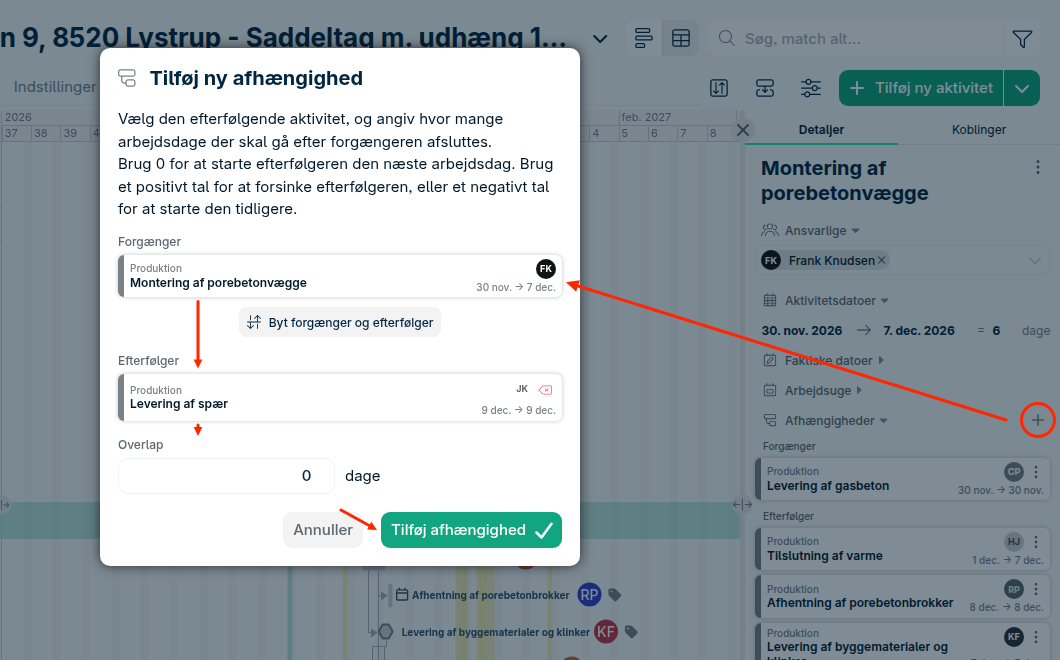 n 9, 8520 Lystrup - Saddeltag m. udhæng 1...
Søg, match alt...
Indstillinger
Tilføj ny aktivitet
2026
feb. 2027
37 38 39 4
4 5 6 7 8
Tilføj ny afhængighed
Vælg den efterfølgende aktivitet, og angiv hvor mange
arbejdsdage der skal gå efter forgængeren afsluttes.
Brug 0 for at starte efterfølgeren den næste arbejdsdag. Brug
et positivt tal for at forsinke efterfølgeren, eller et negativt tal
for at starte den tidligere.
Forgænger
Produktion
FK
Montering af porebetonvægge
30 nov. → 7 dec.
Byt forgænger og efterfølger
Efterfølger
Produktion
JK
Levering af spær
9 dec. → 9 dec.
Overlap
0 dage
Annuller
Tilføj afhængighed
Afhentning af porebetonbrokker RP
Levering af byggematerialer og klinker KF
Detaljer
Koblinger
Montering af
porebetonvægge
Ansvarlige
FK Frank Knudsen
Aktivitetsdatoer
30. nov. 2026 → 7. dec. 2026 = 6 dage
Faktiske datoer
Arbejdsuge
Afhængigheder
Forgænger
Produktion
CP
Levering af gasbeton
30 nov. → 30 nov.
Efterfølger
Produktion
HJ
Tilslutning af varme
1 dec. → 7 dec.
Produktion
RP
Afhentning af porebetonbrokker
8 dec. → 8 dec.
Produktion
KF
Levering af byggematerialer og